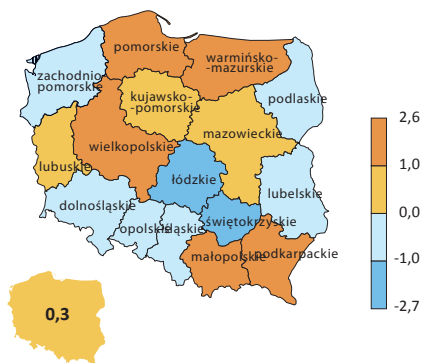 pomorskie
warmińsko-
-mazurskie
zachodnio
pomorskie
podlaskie
kujawsko-
-pomorskie
mazowieckie
wielkopolskie
lubuskie
łódzkie
lubelskie
dolnośląskie
świętokrzyskie
opolskie
śląskie
małopolskie
podkarpackie
2,6
1,0
0,0
-1,0
-2,7
0,3